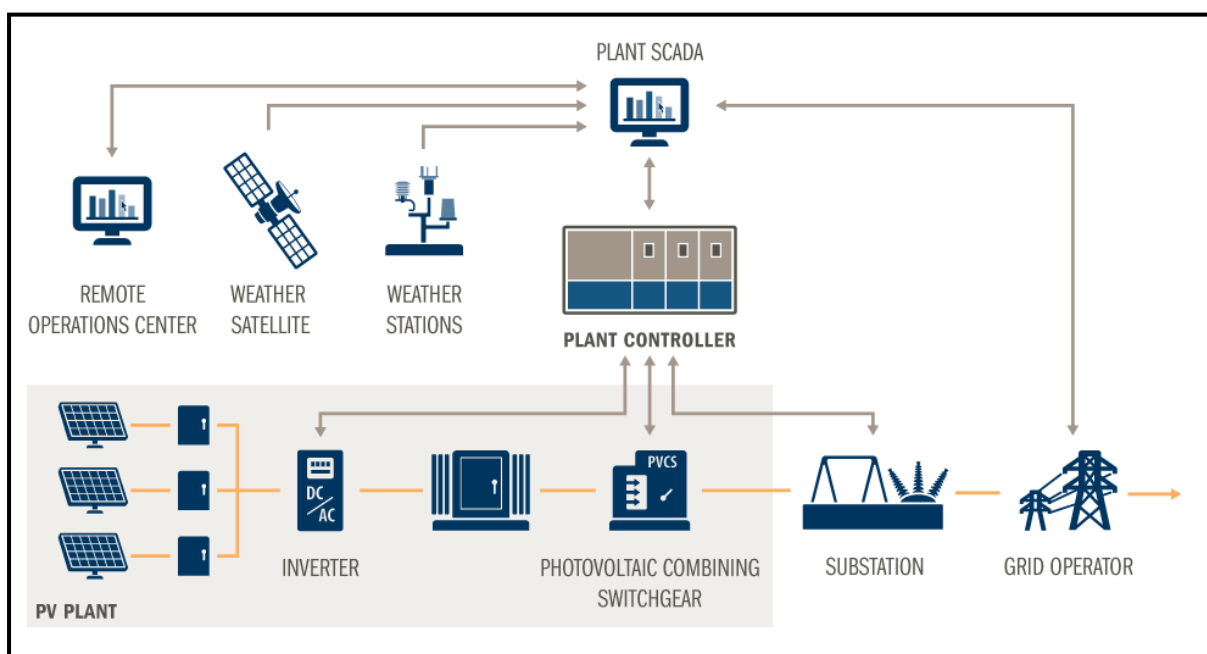 PLANT SCADA
REMOTE
OPERATIONS CENTER
WEATHER
SATELLITE
WEATHER
STATIONS
PLANT CONTROLLER
PVCS
DC
AC
INVERTER
PHOTOVOLTAIC COMBINING
SWITCHGEAR
SUBSTATION
GRID OPERATOR
PV PLANT